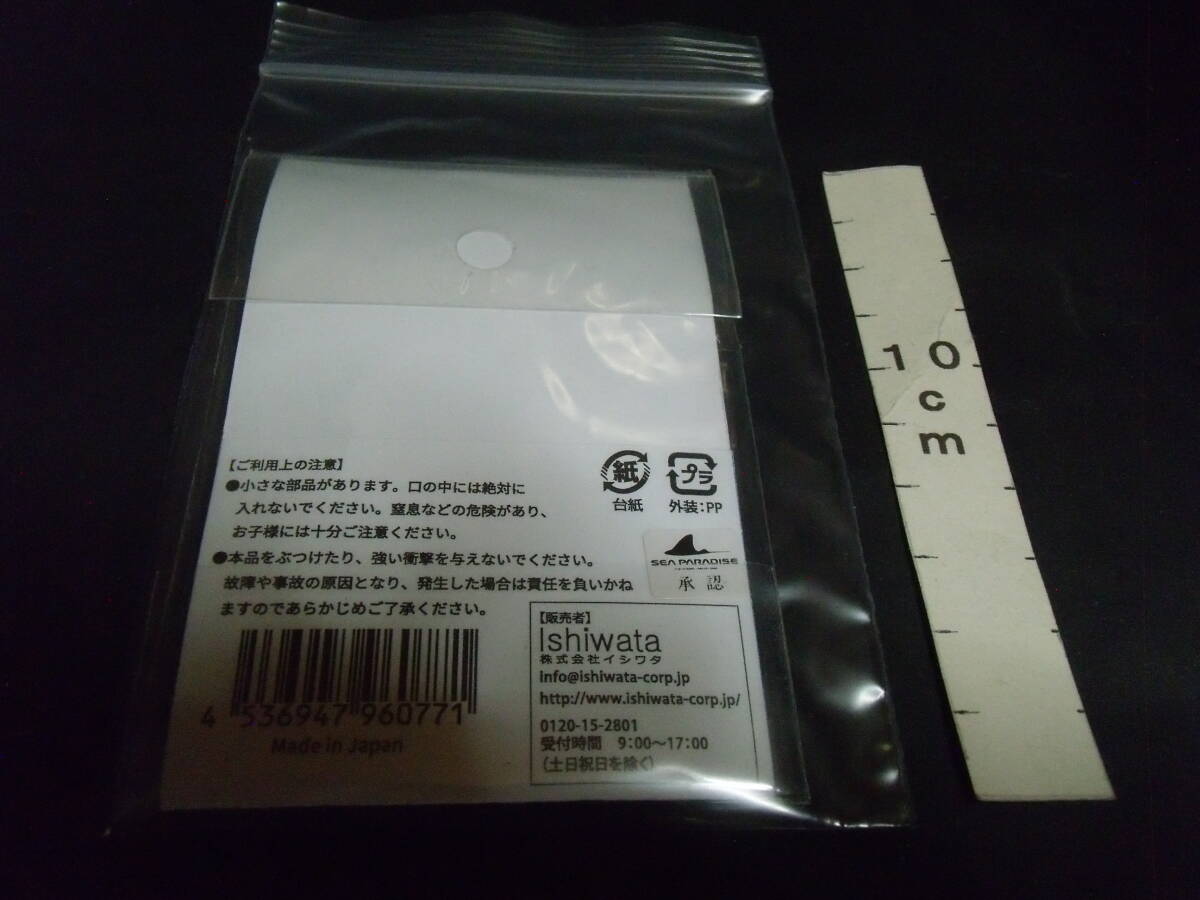 【ご利用上の注意】
●小さな部品があります。口の中には絶対に
入れないでください。窒息などの危険があり、
お子様には十分ご注意ください。
●本品をぶつけたり、強い衝撃を与えないでください。
故障や事故の原因となり、発生した場合は責任を負いかね
ますのであらかじめご了承ください。
紙
台紙
プラ
外装:PP
SEA PARADISE
承認
4 536947 960771
Made in Japan
【販売者】
Ishiwata
株式会社イシワタ
info@ishiwata-corp.jp
http://www.ishiwata-corp.jp/
0120-15-2801
受付時間 9:00～17:00
（土日祝日を除く）
10
c
m